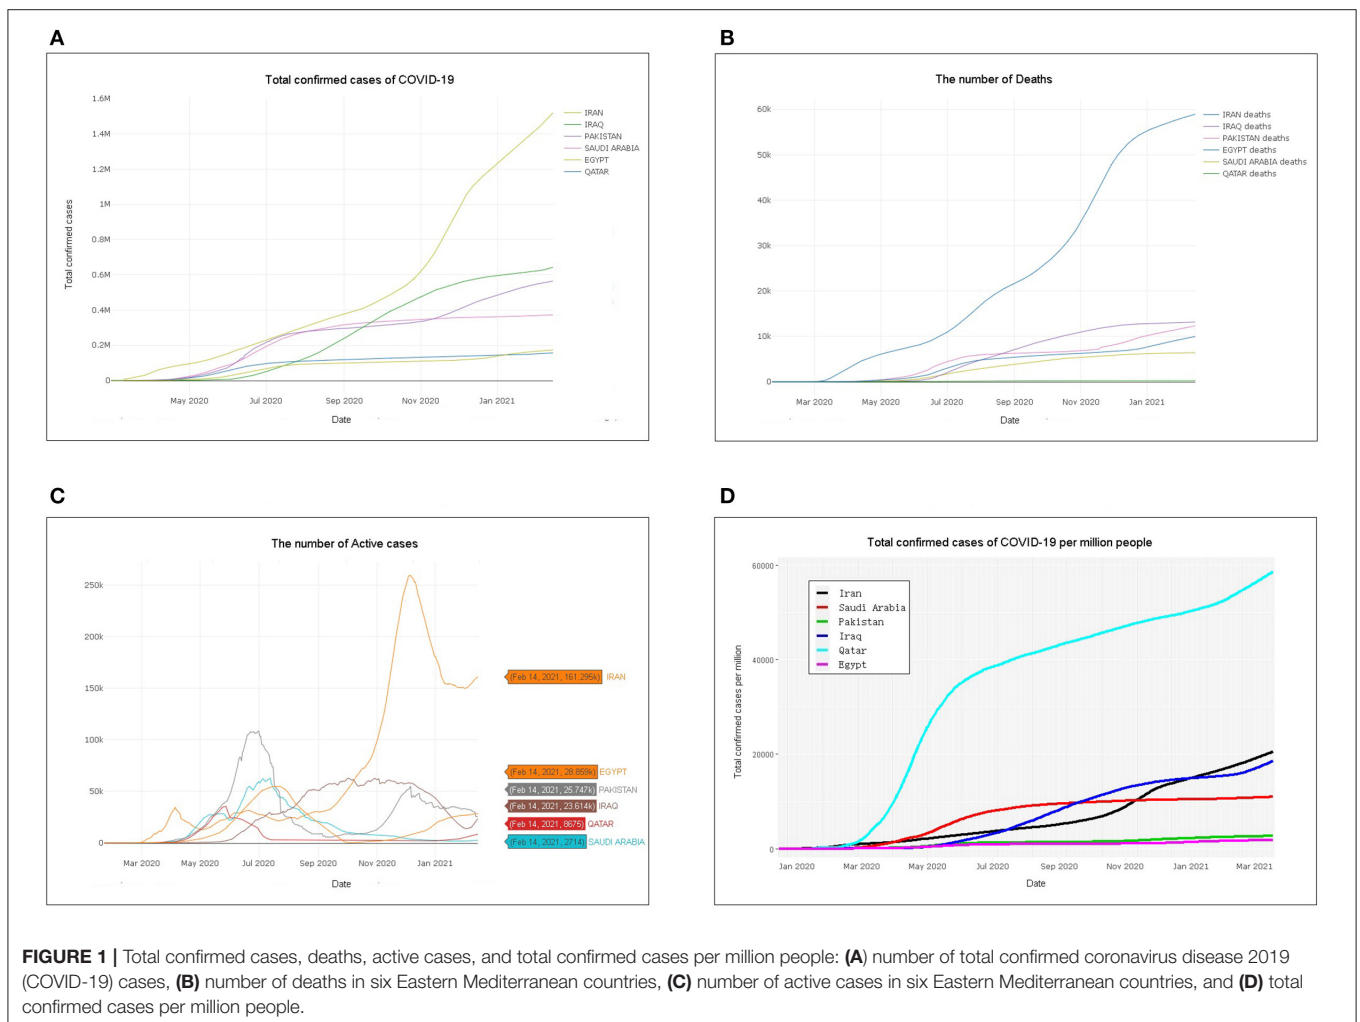 A
Total confirmed cases of COVID-19
1.6M
1.4M
1.2M
1M
0.8M
0.6M
0.4M
0.2M
0
Total confirmed cases
May 2020
Jul 2020
Sep 2020
Nov 2020
Jan 2021
Date
IRAN
IRAQ
PAKISTAN
SAUDI ARABIA
EGYPT
QATAR
B
The number of Deaths
60k
50k
40k
30k
20k
10k
0
Mar 2020
May 2020
Jul 2020
Sep 2020
Nov 2020
Jan 2021
Date
IRAN deaths
IRAQ deaths
PAKISTAN deaths
EGYPT deaths
SAUDI ARABIA deaths
QATAR deaths
C
The number of Active cases
250k
200k
150k
100k
50k
0
Mar 2020
May 2020
Jul 2020
Sep 2020
Nov 2020
Jan 2021
Date
(Feb 14, 2021, 161.295k) IRAN
(Feb 14, 2021, 28.859k) EGYPT
(Feb 14, 2021, 25.747k) PAKISTAN
(Feb 14, 2021, 23.614k) IRAQ
(Feb 14, 2021, 8675) QATAR
(Feb 14, 2021, 2714) SAUDI ARABIA
D
Total confirmed cases of COVID-19 per million people
60000
40000
20000
0
Total confirmed cases per million
Jan 2020
Mar 2020
May 2020
Jul 2020
Sep 2020
Nov 2020
Jan 2021
Mar 2021
Date
Iran
Saudi Arabia
Pakistan
Iraq
Qatar
Egypt
FIGURE 1 | Total confirmed cases, deaths, active cases, and total confirmed cases per million people: (A) number of total confirmed coronavirus disease 2019
(COVID-19) cases, (B) number of deaths in six Eastern Mediterranean countries, (C) number of active cases in six Eastern Mediterranean countries, and (D) total
confirmed cases per million people.